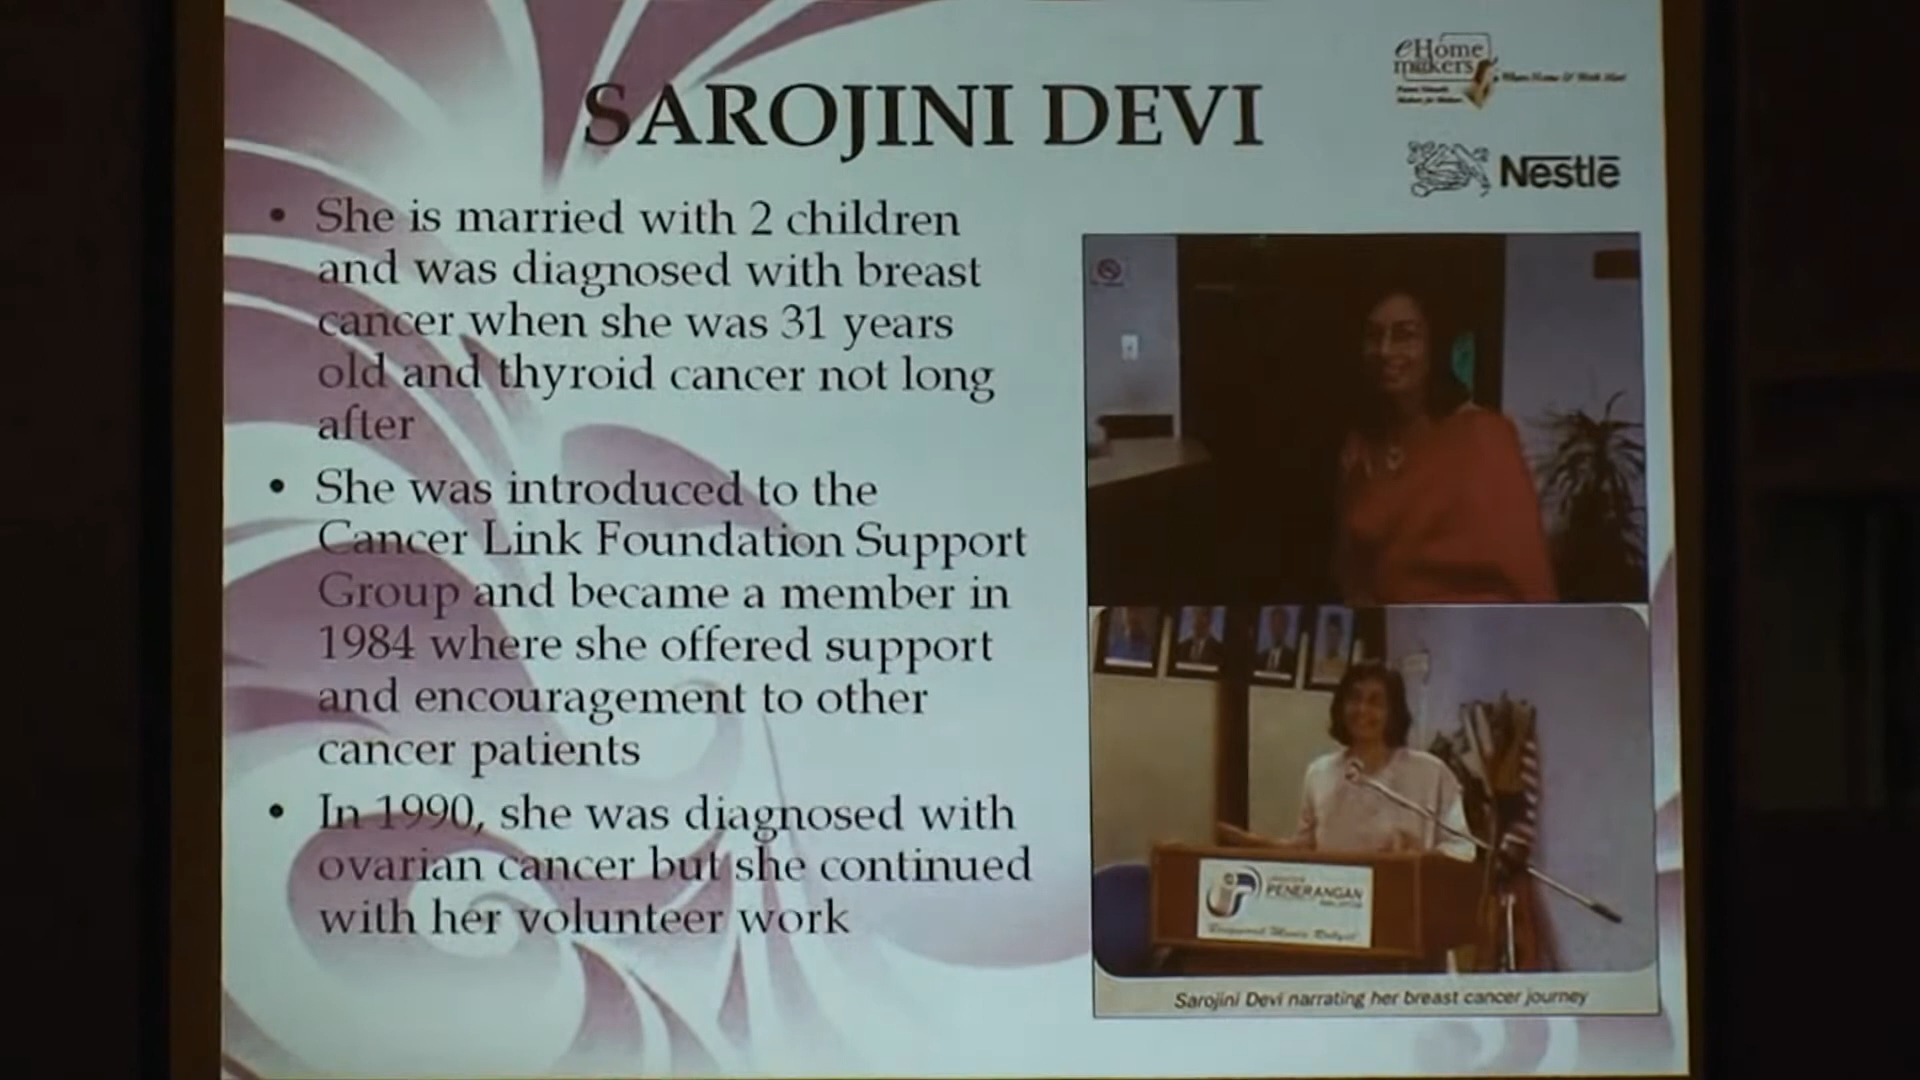 SAROJINI DEVI
eHome
makers
Nestlē
• She is married with 2 children
and was diagnosed with breast
cancer when she was 31 years
old and thyroid cancer not long
after
• She was introduced to the
Cancer Link Foundation Support
Group and became a member in
1984 where she offered support
and encouragement to other
cancer patients
• In 1990, she was diagnosed with
ovarian cancer but she continued
with her volunteer work
PENERANGAN
Sarojini Devi narrating her breast cancer journey